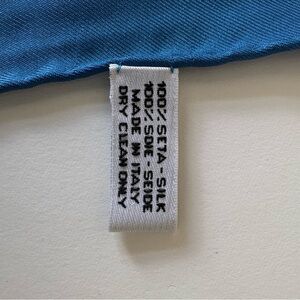 100% SETA - SILK
100% SOIE - SEIDE
MADE IN ITALY
DRY CLEAN ONLY